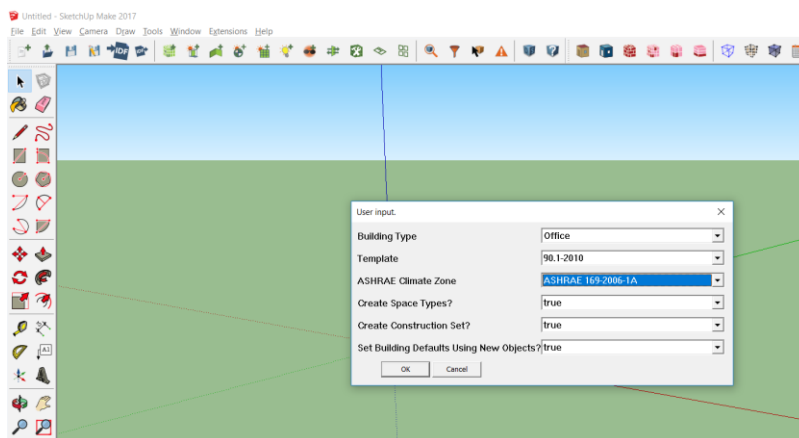 Untitled - SketchUp Make 2017
File Edit View Camera Draw Tools Window Extensions Help
User input.
Building Type Office
Template 90.1-2010
ASHRAE Climate Zone ASHRAE 169-2006-1A
Create Space Types? true
Create Construction Set? true
Set Building Defaults Using New Objects? true
OK Cancel